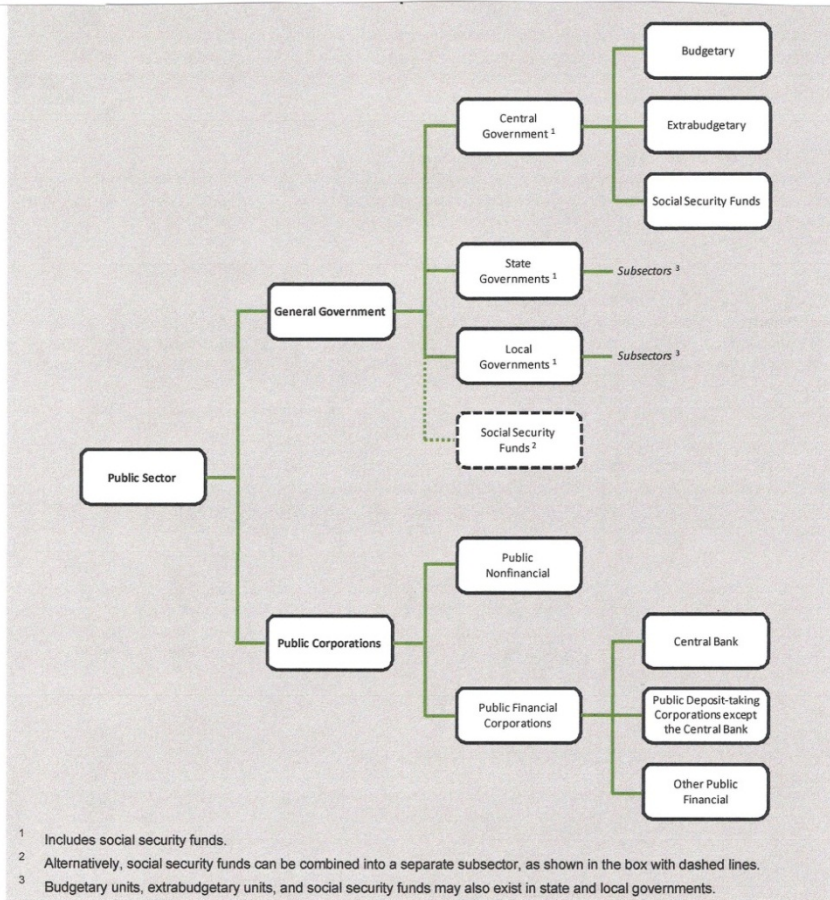 Budgetary
Central
Government 1
Extrabudgetary
Social Security Funds
State
Governments 1
Subsectors 3
General Government
Local
Governments 1
Subsectors 3
Social Security
Funds 2
Public Sector
Public
Nonfinancial
Public Corporations
Central Bank
Public Financial
Corporations
Public Deposit-taking
Corporations except
the Central Bank
Other Public
Financial
1 Includes social security funds.
2 Alternatively, social security funds can be combined into a separate subsector, as shown in the box with dashed lines.
3 Budgetary units, extrabudgetary units, and social security funds may also exist in state and local governments.